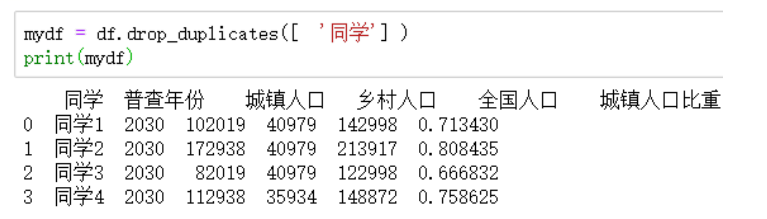 mydf = df.drop_duplicates([ '同学'] )
print(mydf)
同学 普查年份 城镇人口 乡村人口 全国人口 城镇人口比重
0 同学1 2030 102019 40979 142998 0.713430
1 同学2 2030 172938 40979 213917 0.808435
2 同学3 2030 82019 40979 122998 0.666832
3 同学4 2030 112938 35934 148872 0.758625